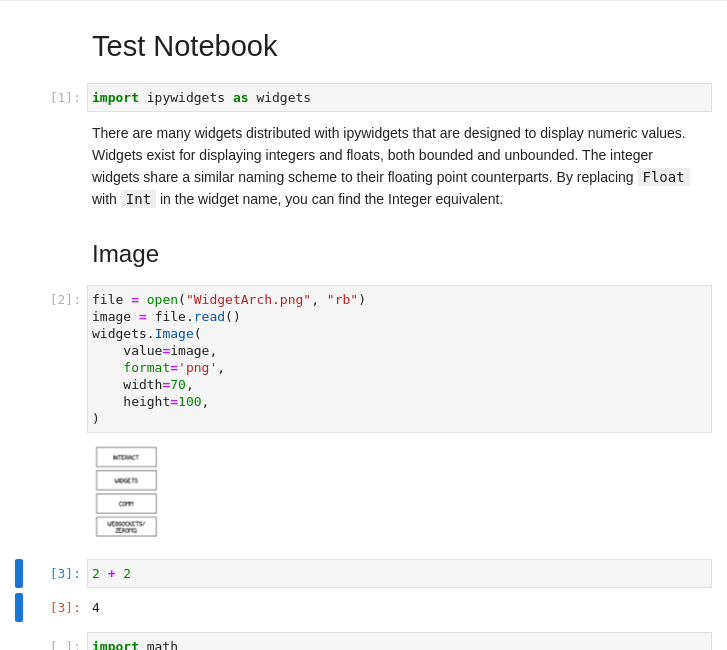 Test Notebook
[1]: import ipywidgets as widgets
There are many widgets distributed with ipywidgets that are designed to display numeric values.
Widgets exist for displaying integers and floats, both bounded and unbounded. The integer
widgets share a similar naming scheme to their floating point counterparts. By replacing Float
with Int in the widget name, you can find the Integer equivalent.
Image
[2]: file = open("WidgetArch.png", "rb")
image = file.read()
widgets.Image(
    value=image,
    format='png',
    width=70,
    height=100,
)
INTERACT
WIDGETS
COMM
WEBSOCKETS/
ZEROMQ
[3]: 2 + 2
[3]: 4
[ ]: import math